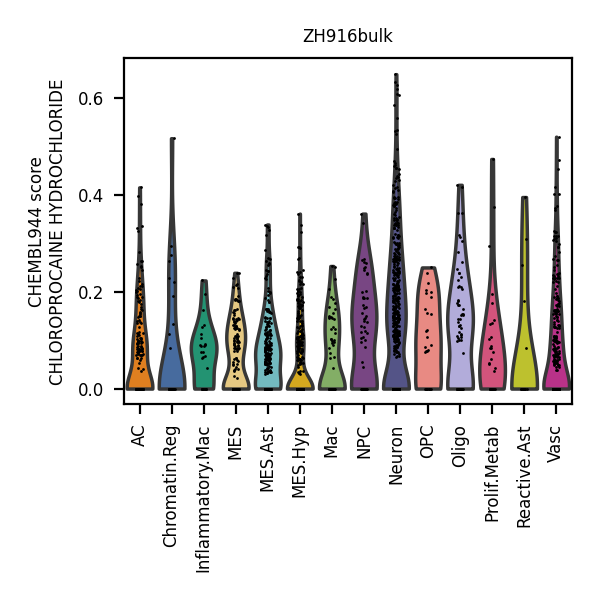 ZH916bulk
CHEMBL944 score
CHLOROPROCAINE HYDROCHLORIDE
0.6
0.4
0.2
0.0
AC
Chromatin.Reg
Inflammatory.Mac
MES
MES.Ast
MES.Hyp
Mac
NPC
Neuron
OPC
Oligo
Prolif.Metab
Reactive.Ast
Vasc